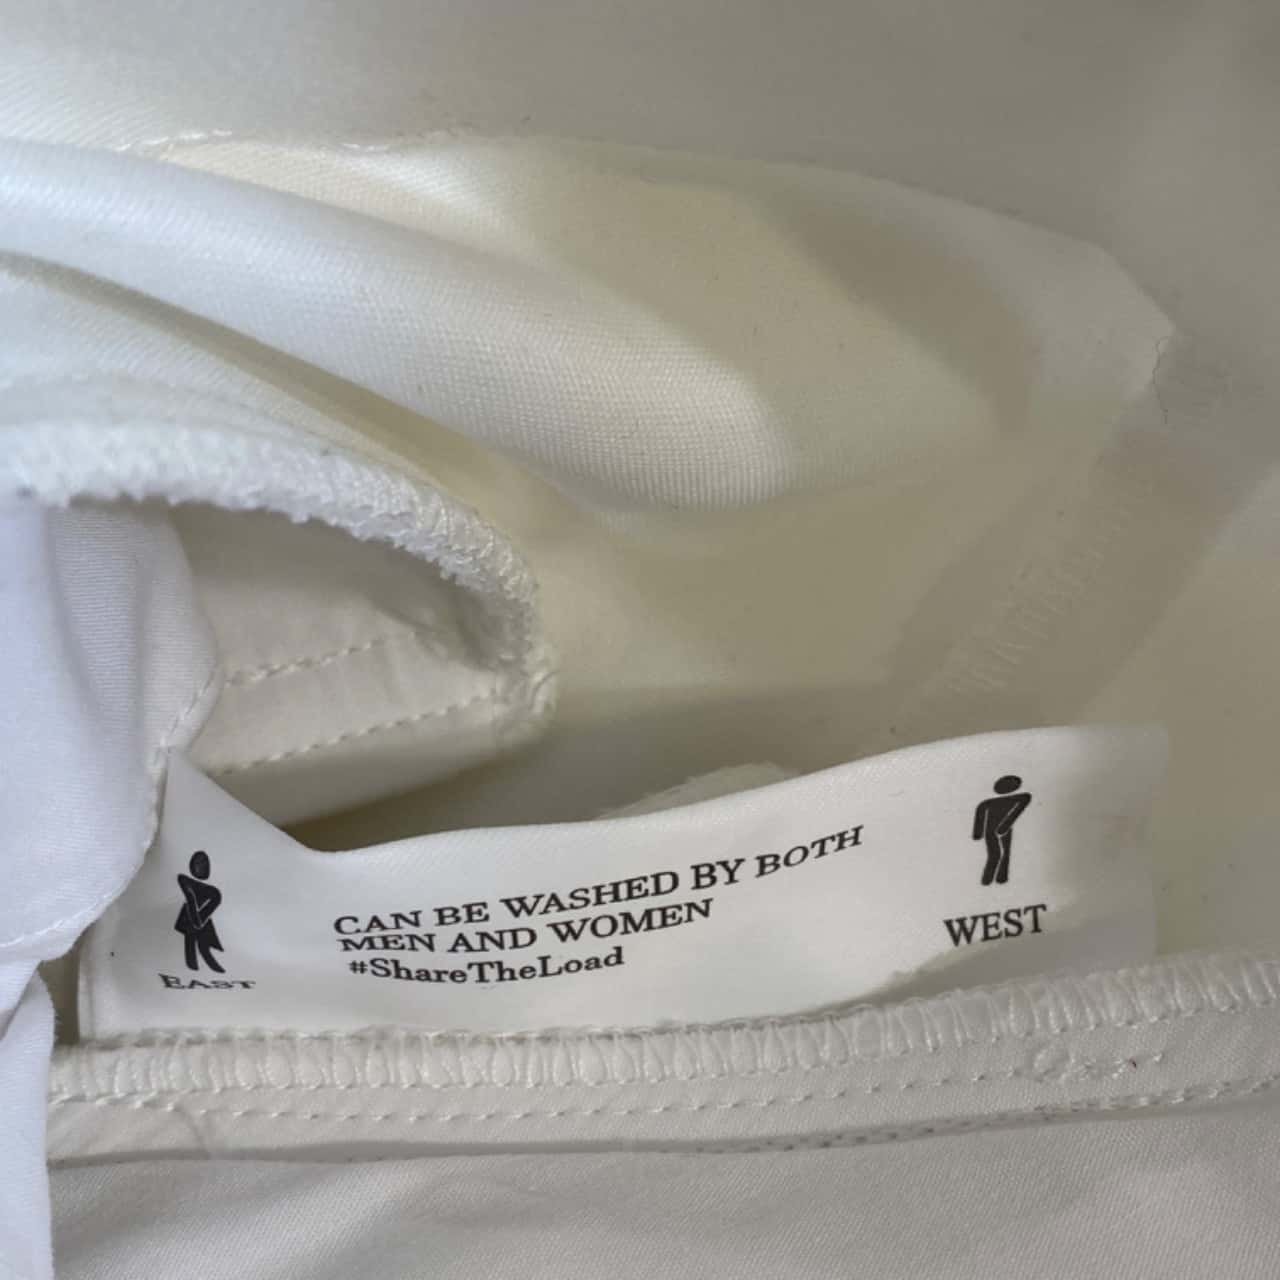 CAN BE WASHED BY BOTH
MEN AND WOMEN
#ShareTheLoad
EAST
WEST